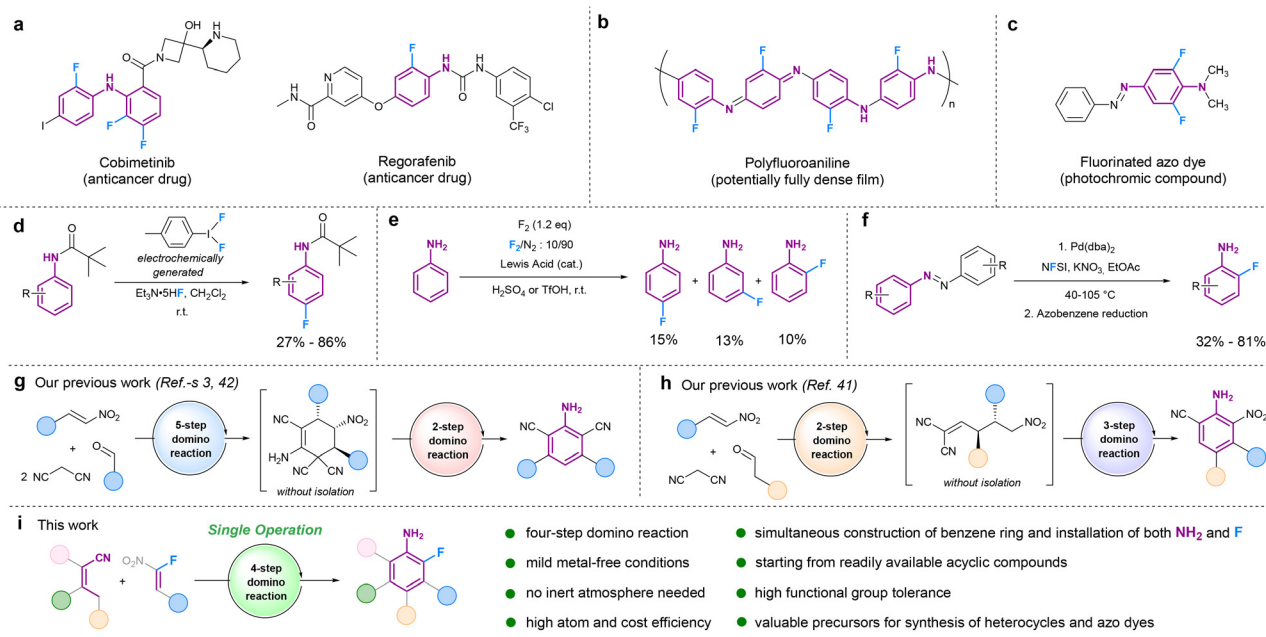 a
OH
H
N
N
O
F
H
N
I
F
F
Cobimetinib
(anticancer drug)
F
H
N
H
N
O
N
H
N
O
O
Cl
CF3
Regorafenib
(anticancer drug)
b
F
N
F
H
N
F
N
F
N
H
n
Polyfluoroaniline
(potentially fully dense film)
c
F
CH3
N
CH3
N
N
F
Fluorinated azo dye
(photochromic compound)
d
O
HN
R
F
I
F
electrochemically
generated
Et3N•5HF, CH2Cl2
r.t.
O
HN
R
F
27% - 86%
e
NH2
F2 (1.2 eq)
F2/N2 : 10/90
Lewis Acid (cat.)
H2SO4 or TfOH, r.t.
NH2
F
+
NH2
F
+
NH2
F
15%
13%
10%
f
R
N
N
R
1. Pd(dba)2
NFSI, KNO3, EtOAc
40-105 °C
2. Azobenzene reduction
NH2
F
R
32% - 81%
g Our previous work (Ref.-s 3, 42)
NO2
+
O
2 NC CN
5-step
domino
reaction
NC
NO2
H2N
NC CN
without isolation
2-step
domino
reaction
NH2
NC
CN
h Our previous work (Ref. 41)
NO2
+
O
NC CN
2-step
domino
reaction
NC
NO2
CN
without isolation
3-step
domino
reaction
NH2
NC
NO2
i This work
CN
+
O2N
F
Single Operation
4-step
domino
reaction
NH2
F
four-step domino reaction
mild metal-free conditions
no inert atmosphere needed
high atom and cost efficiency
simultaneous construction of benzene ring and installation of both NH2 and F
starting from readily available acyclic compounds
high functional group tolerance
valuable precursors for synthesis of heterocycles and azo dyes